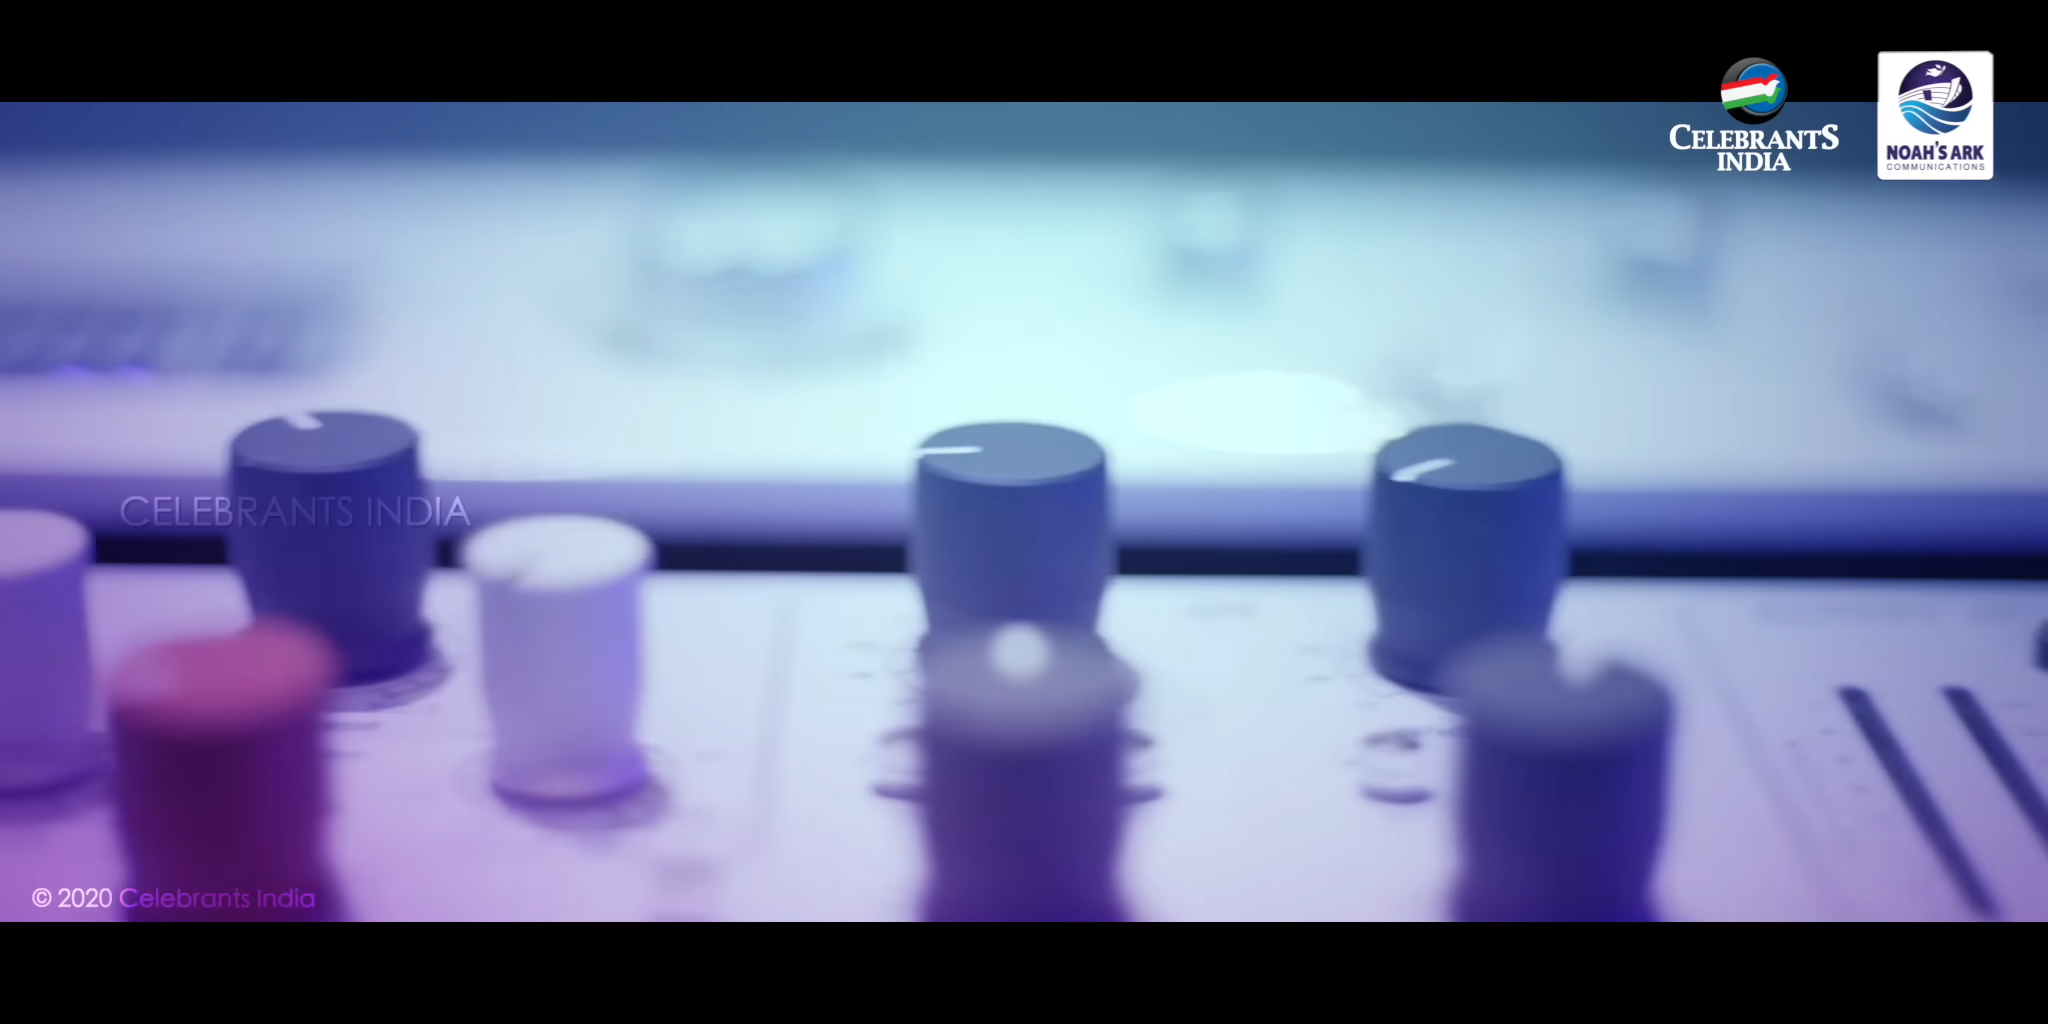 CELEBRANTS
INDIA
NOAH'S ARK
COMMUNICATIONS
CELEBRANTS INDIA
© 2020 Celebrants India